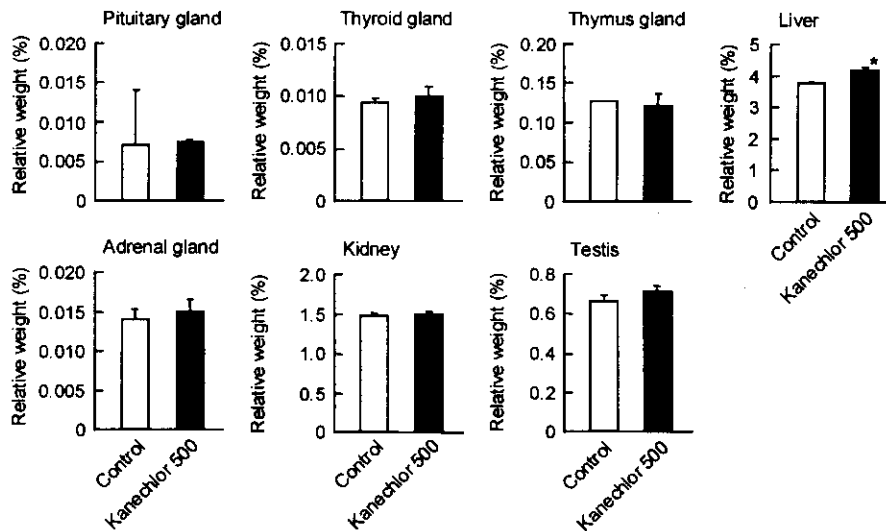 Pituitary gland
Relative weight (%)
0.020
0.015
0.010
0.005
0
Thyroid gland
Relative weight (%)
0.015
0.010
0.005
0
Thymus gland
Relative weight (%)
0.20
0.15
0.10
0.05
0
Liver
Relative weight (%)
5
4
3
2
1
0
*
Control
Kanechlor 500
Adrenal gland
Relative weight (%)
0.020
0.015
0.015
0.005
0
Control
Kanechlor 500
Kidney
Relative weight (%)
2.0
1.5
1.0
0.5
0
Control
Kanechlor 500
Testis
Relative weight (%)
0.8
0.6
0.4
0.8
0
Control
Kanechlor 500